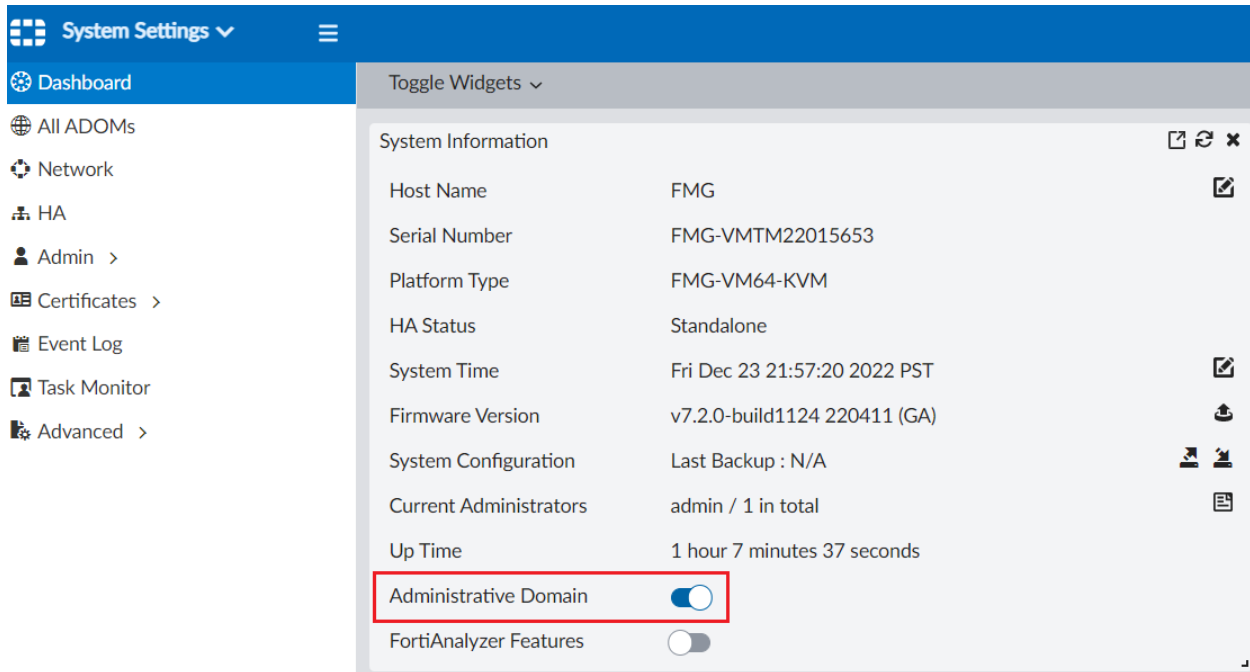 System Settings
Dashboard
Toggle Widgets
All ADOMs
Network
HA
Admin
Certificates
Event Log
Task Monitor
Advanced
System Information
Host Name FMG
Serial Number FMG-VMTM22015653
Platform Type FMG-VM64-KVM
HA Status Standalone
System Time Fri Dec 23 21:57:20 2022 PST
Firmware Version v7.2.0-build1124 220411 (GA)
System Configuration Last Backup : N/A
Current Administrators admin / 1 in total
Up Time 1 hour 7 minutes 37 seconds
Administrative Domain
FortiAnalyzer Features